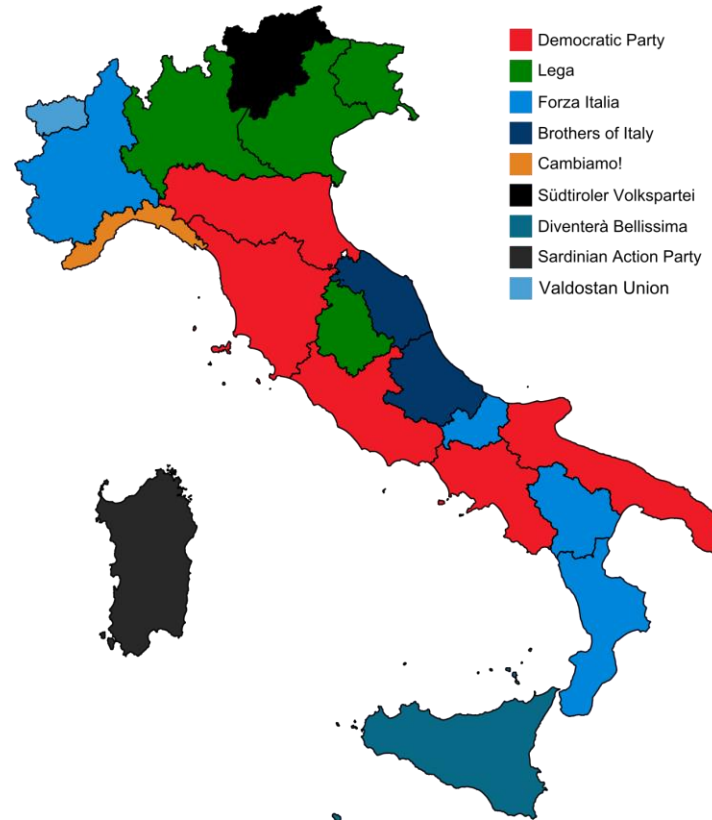 Democratic Party
Lega
Forza Italia
Brothers of Italy
Cambiamo!
Südtiroler Volkspartei
Diventerà Bellissima
Sardinian Action Party
Valdostan Union